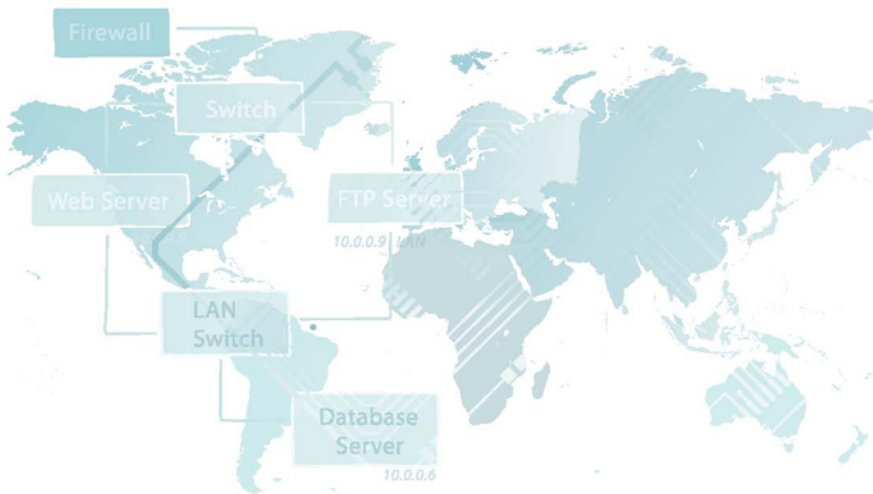 Firewall
Switch
Web Server
FTP Server
10.0.0.9 LAN
LAN
Switch
Database
Server
10.0.0.6